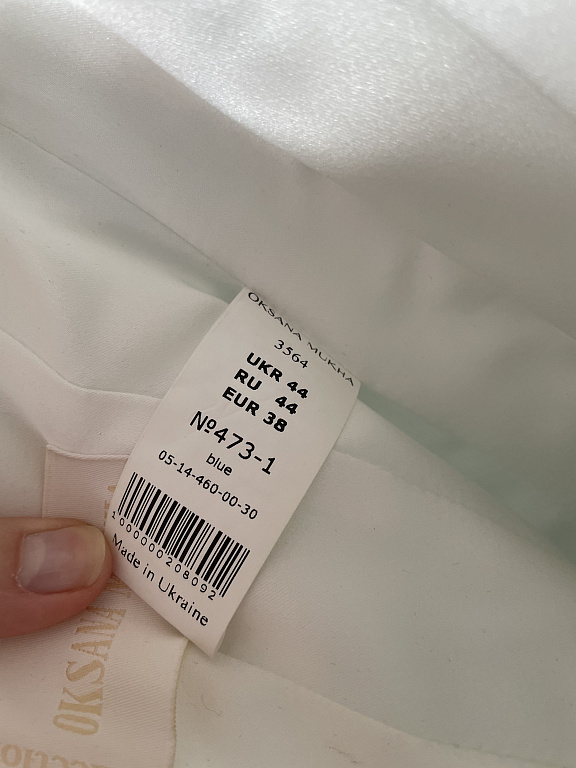 OKSANA MUKHA
3564
UKR 44
RU 44
EUR 38
№473-1
blue
05-14-460-00-30
1000000208092
Made in Ukraine
OKSANA